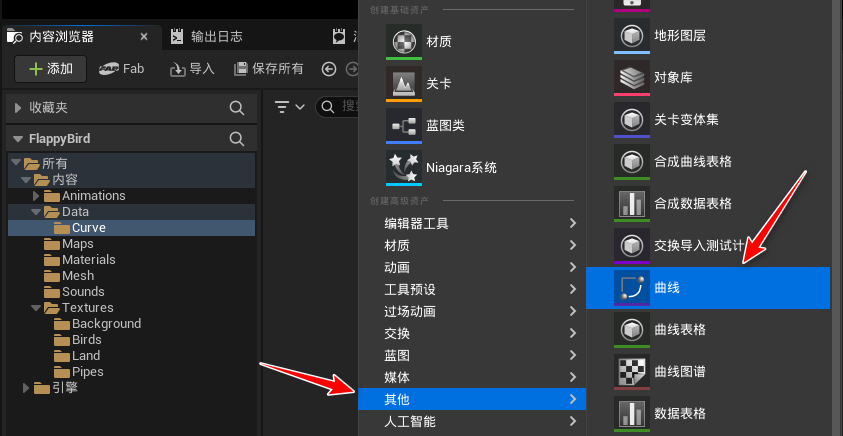 内容浏览器
输出日志
添加
Fab
导入
保存所有
收藏夹
搜
FlappyBird
所有
内容
Animations
Data
Curve
Maps
Materials
Mesh
Sounds
Textures
Background
Birds
Land
Pipes
引擎
创建基础资产
材质
关卡
蓝图类
Niagara系统
创建高级资产
编辑器工具
材质
动画
工具预设
过场动画
交换
蓝图
媒体
其他
人工智能
地形图层
对象库
关卡变体集
合成曲线表格
合成数据表格
交换导入测试计
曲线
曲线表格
曲线图谱
数据表格